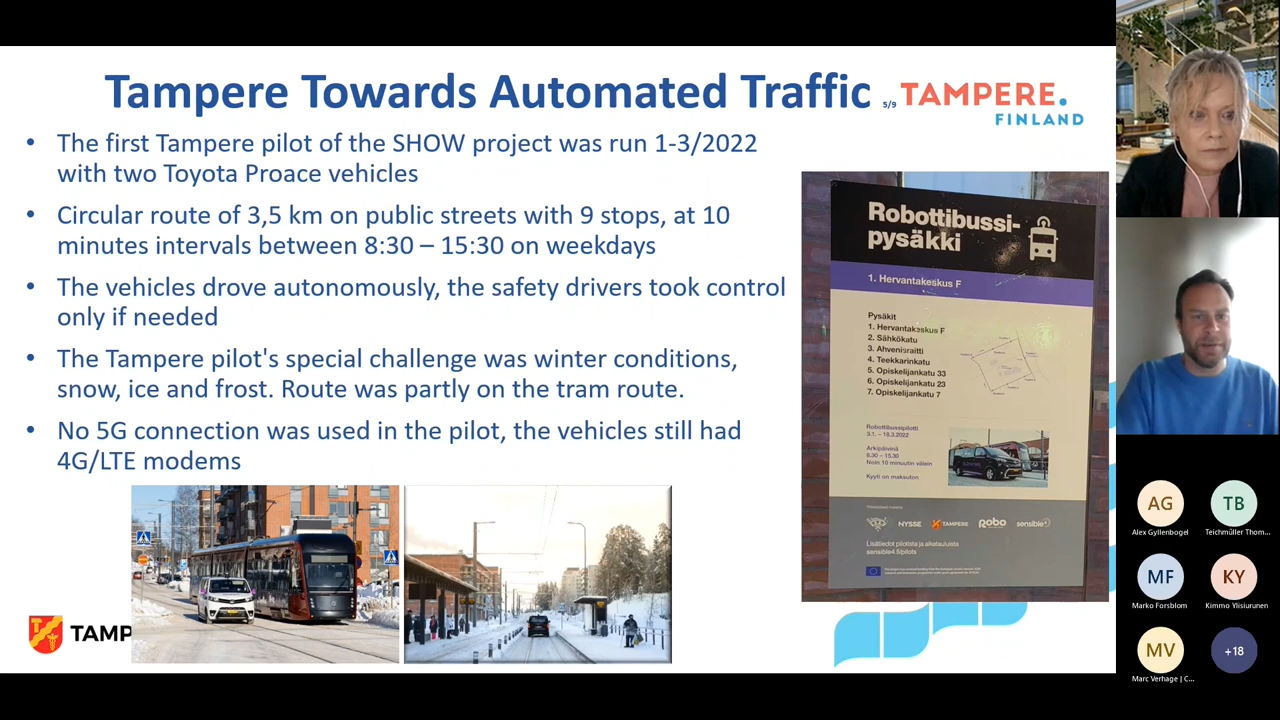 Tampere Towards Automated Traffic 5/9
TAMPERE.
FINLAND
• The first Tampere pilot of the SHOW project was run 1-3/2022
with two Toyota Proace vehicles
• Circular route of 3,5 km on public streets with 9 stops, at 10
minutes intervals between 8:30 – 15:30 on weekdays
• The vehicles drove autonomously, the safety drivers took control
only if needed
• The Tampere pilot's special challenge was winter conditions,
snow, ice and frost. Route was partly on the tram route.
• No 5G connection was used in the pilot, the vehicles still had
4G/LTE modems
TAMP
Robottibussi-
pysäkki
1. Hervantakeskus F
Pysäkit
1. Hervantakeskus F
2. Sähkökatu
3. Ahvenisraitti
4. Teekkarinkatu
5. Opiskelijankatu 33
6. Opiskelijankatu 23
7. Opiskelijankatu 7
Robottibussipilotti
3.1. – 18.3.2022
Arkipäivinä
8.30 – 15.30
Noin 10 minuutin välein
Kyyti on maksuton
NYSSE
TAMPERE
Robo
sensible
Lisätiedot pilotista ja aikatauluista
sensible4.fi/pilots
AG
Alex Gyllenbogel
TB
Teichmüller Thom...
MF
Marko Forsblom
KY
Kimmo Ylisiurunen
MV
Marc Verhage | C...
+18